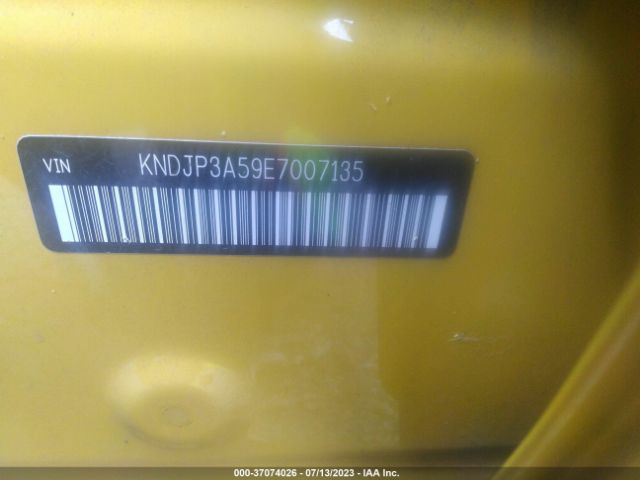 VIN KNDJP3A59E7007135
000-37074026 - 07/13/2023 - IAA Inc.